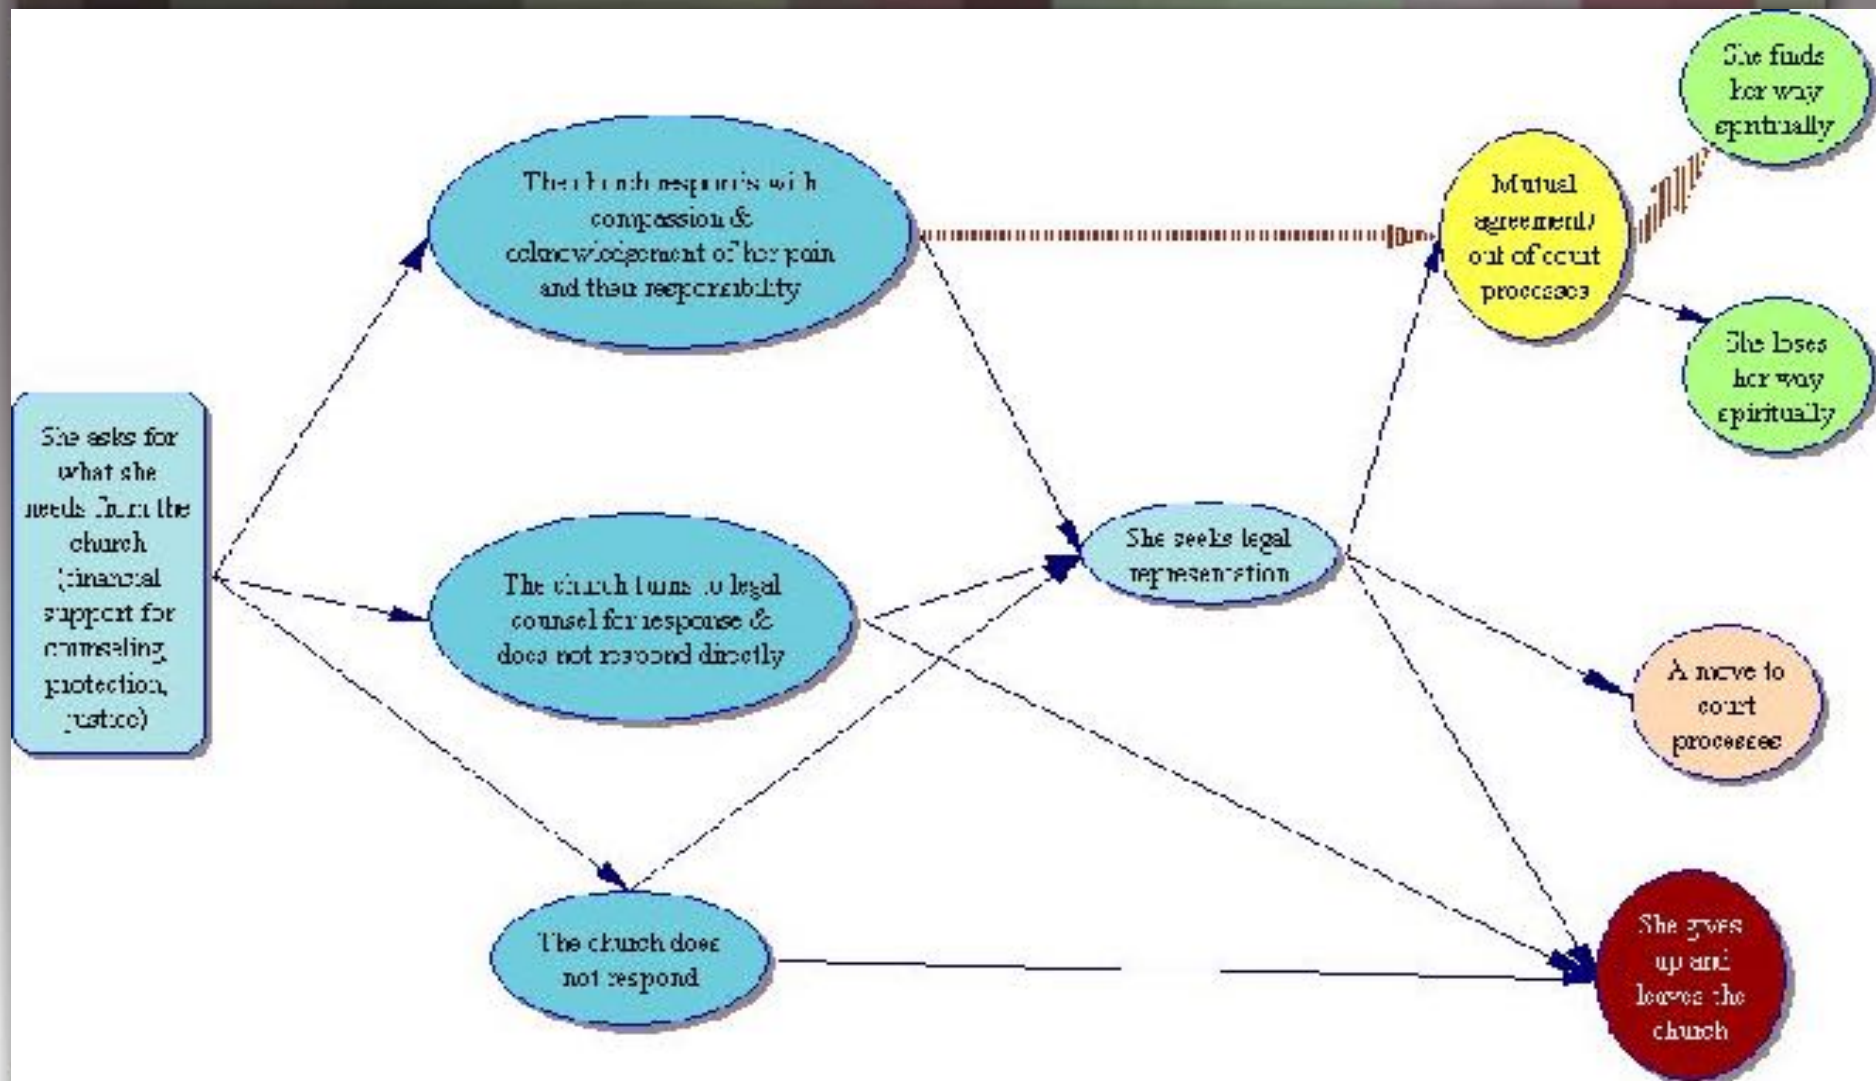 She asks for
what she
needs from the
church
(financial
support for
counseling,
protection,
justice)
The church responds with
compassion &
acknowledgement of her pain
and their responsibility
The church turns to legal
counsel for response &
does not respond directly
The church does
not respond
She seeks legal
representation
Mutual
agreement/
out of court
processes
She finds
her way
spiritually
She loses
her way
spiritually
A move to
court
processes
She gives
up and
leaves the
church